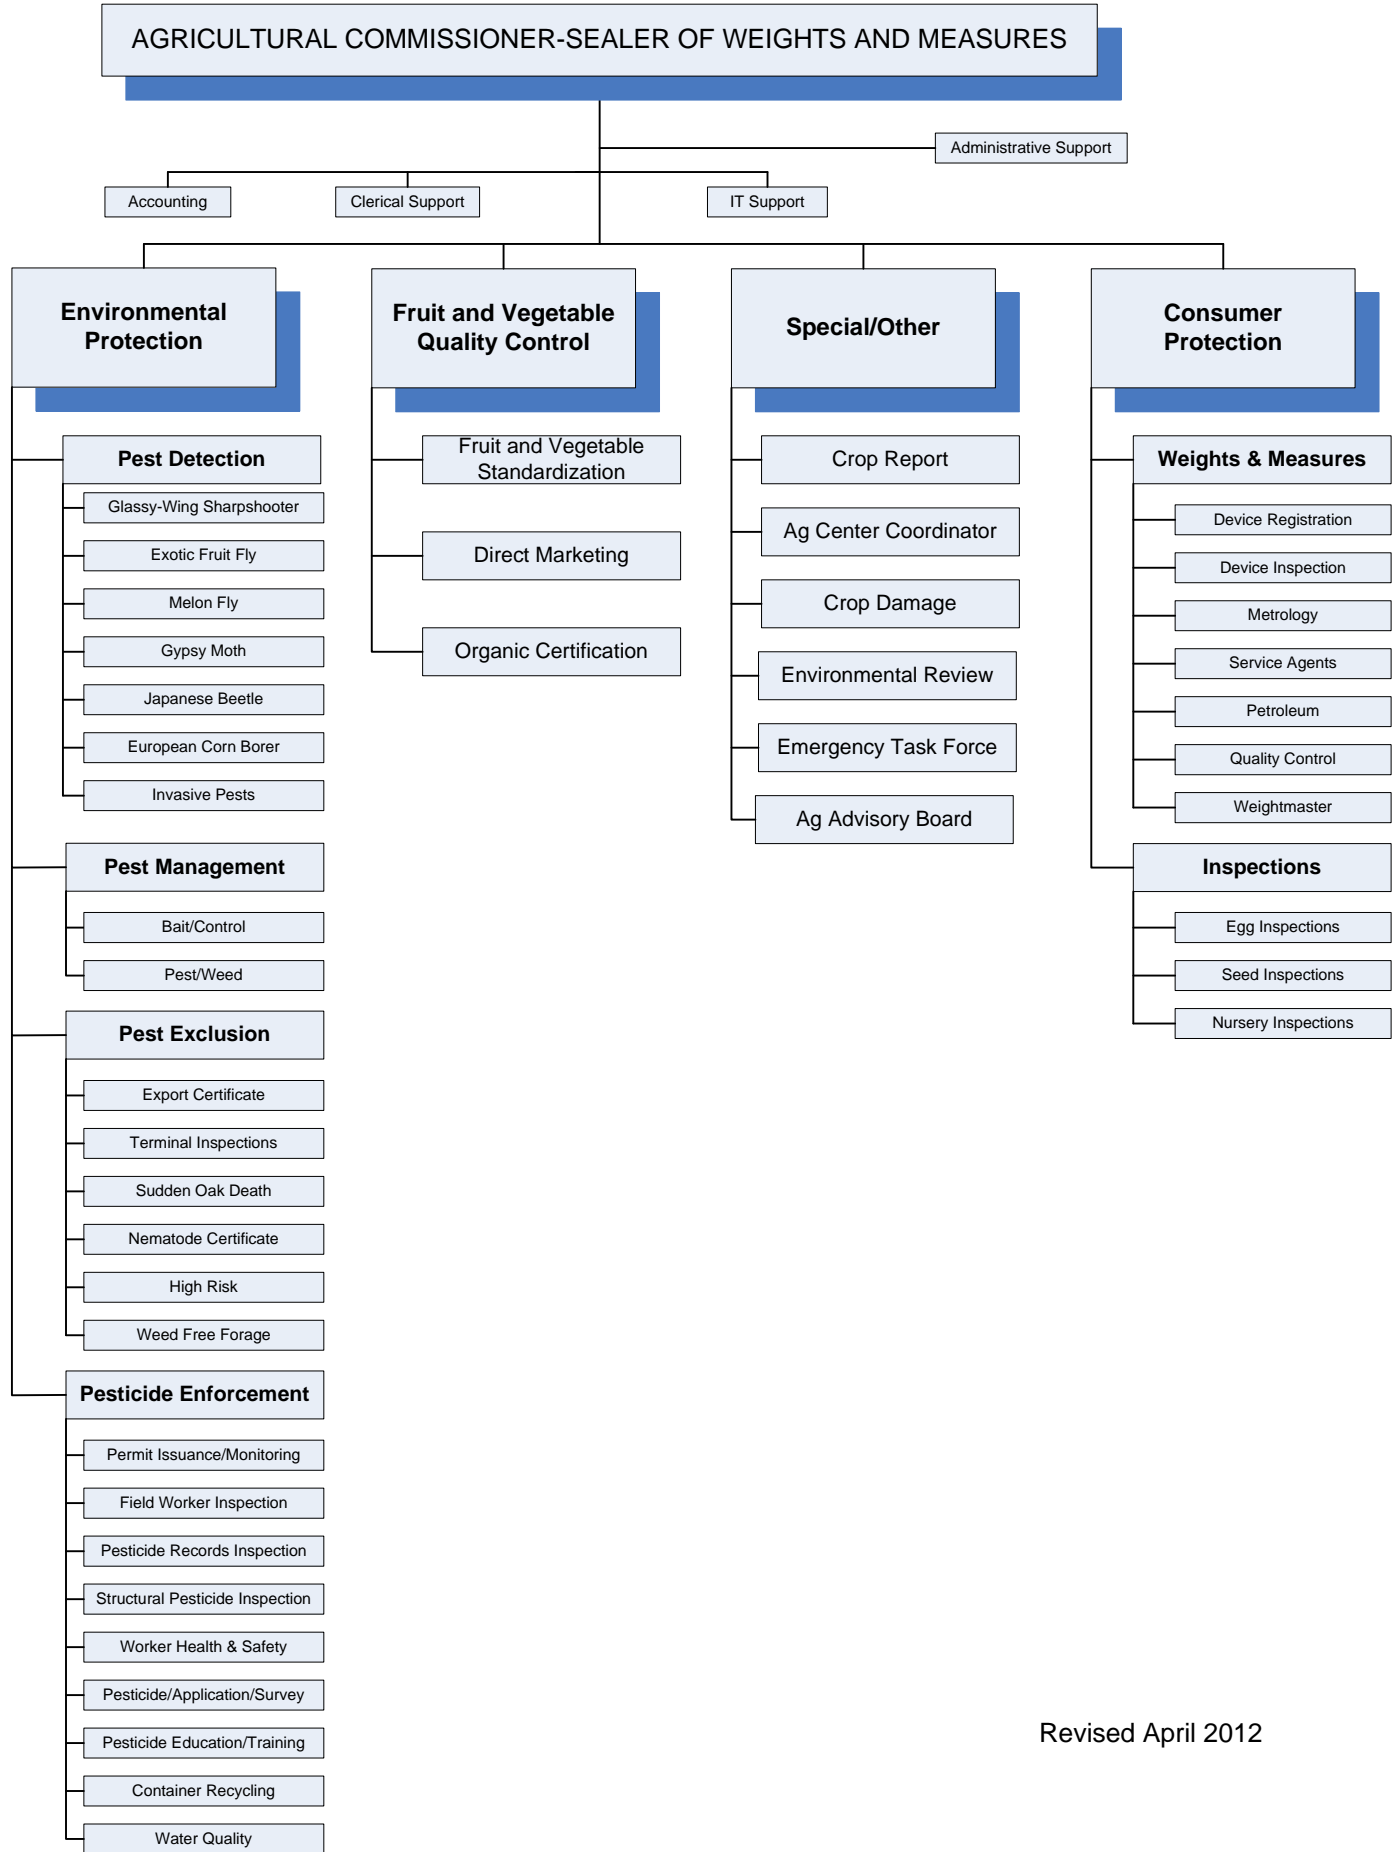 AGRICULTURAL COMMISSIONER-SEALER OF WEIGHTS AND MEASURES
Administrative Support
Accounting
Clerical Support
IT Support
Environmental
Protection
Fruit and Vegetable
Quality Control
Special/Other
Consumer
Protection
Pest Detection
Glassy-Wing Sharpshooter
Exotic Fruit Fly
Melon Fly
Gypsy Moth
Japanese Beetle
European Corn Borer
Invasive Pests
Pest Management
Bait/Control
Pest/Weed
Pest Exclusion
Export Certificate
Terminal Inspections
Sudden Oak Death
Nematode Certificate
High Risk
Weed Free Forage
Pesticide Enforcement
Permit Issuance/Monitoring
Field Worker Inspection
Pesticide Records Inspection
Structural Pesticide Inspection
Worker Health & Safety
Pesticide/Application/Survey
Pesticide Education/Training
Container Recycling
Water Quality
Fruit and Vegetable
Standardization
Direct Marketing
Organic Certification
Crop Report
Ag Center Coordinator
Crop Damage
Environmental Review
Emergency Task Force
Ag Advisory Board
Weights & Measures
Device Registration
Device Inspection
Metrology
Service Agents
Petroleum
Quality Control
Weightmaster
Inspections
Egg Inspections
Seed Inspections
Nursery Inspections
Revised April 2012